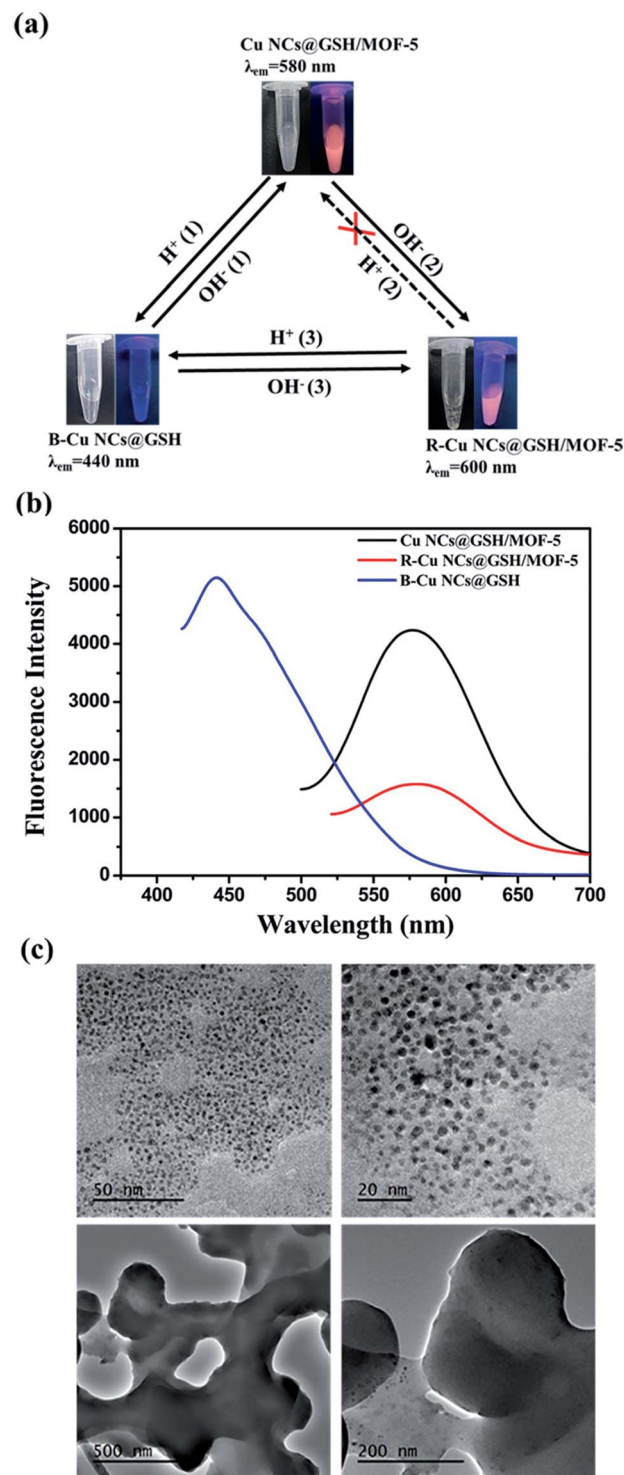 (a)
Cu NCs@GSH/MOF-5
λem=580 nm
H+ (1)
OH- (1)
OH- (2)
H+ (2)
H+ (3)
OH- (3)
B-Cu NCs@GSH
λem=440 nm
R-Cu NCs@GSH/MOF-5
λem=600 nm
(b)
Fluorescence Intensity
6000
5000
4000
3000
2000
1000
0
Cu NCs@GSH/MOF-5
R-Cu NCs@GSH/MOF-5
B-Cu NCs@GSH
400 450 500 550 600 650 700
Wavelength (nm)
(c)
50 nm
20 nm
500 nm
200 nm